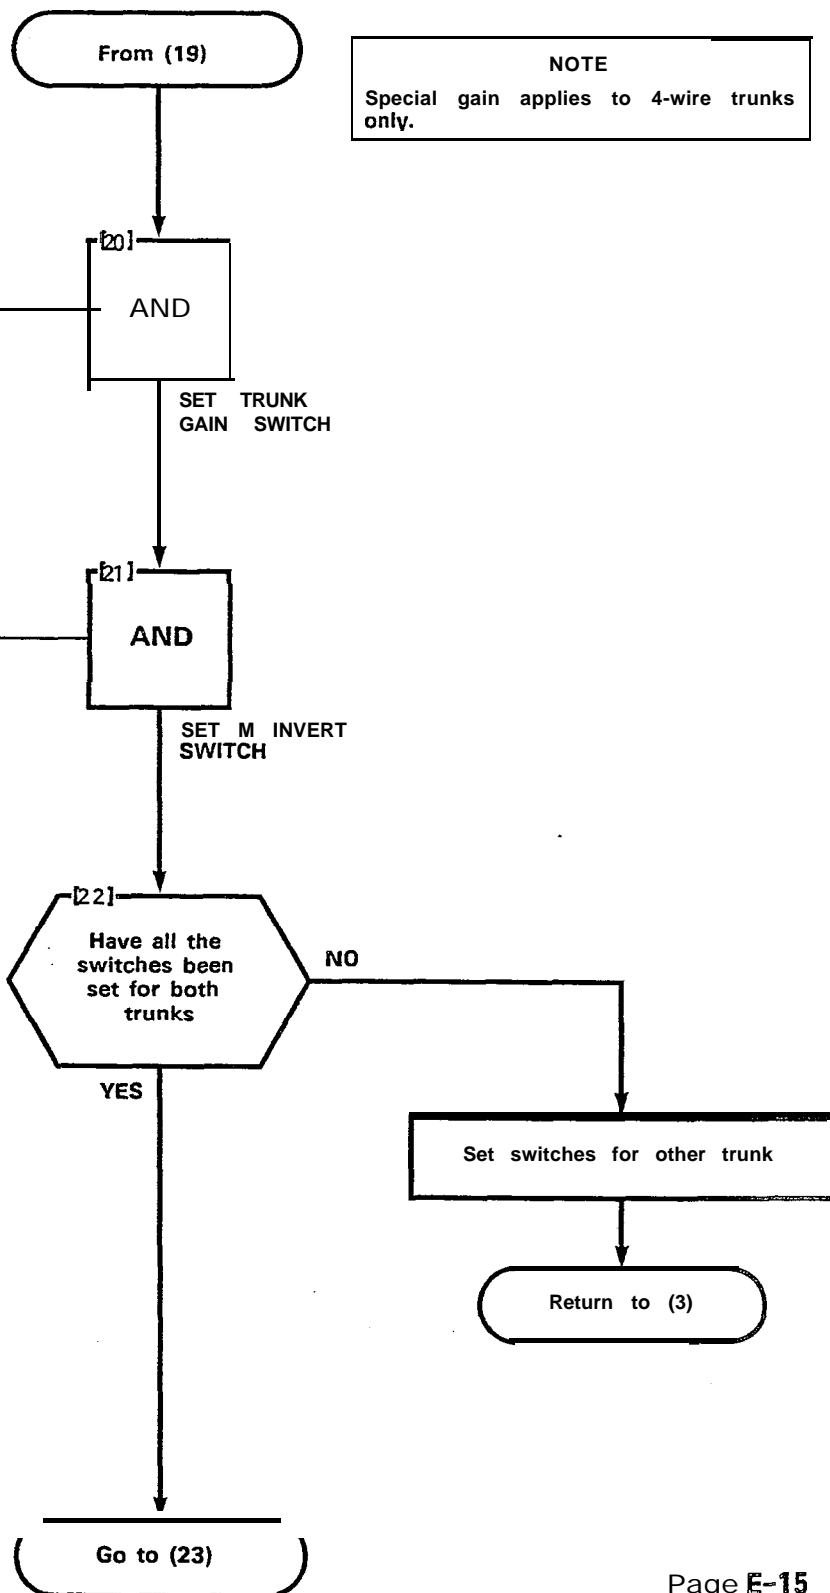 From (19)
NOTE
Special gain applies to 4-wire trunks
only.
[20]
AND
SET TRUNK
GAIN SWITCH
[21]
AND
SET M INVERT
SWITCH
[22]
Have all the
switches been
set for both
trunks
NO
YES
Set switches for other trunk
Return to (3)
Go to (23)
Page E-15